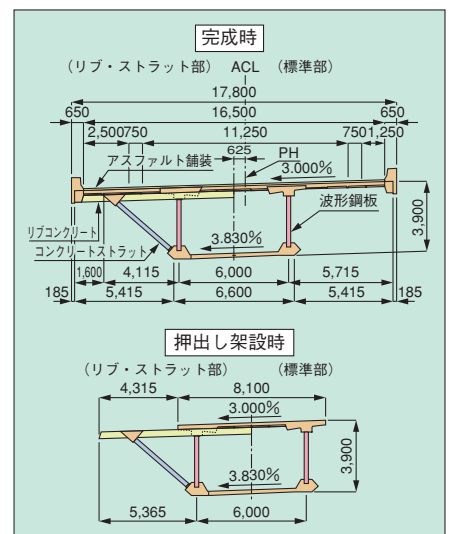 完成時
(リブ・ストラット部) ACL (標準部)
17,800
650 16,500 650
2,500 750 11,250 750 1,250
625
PH
アスファルト舗装
3.000%
波形鋼板
3,900
リブコンクリート
コンクリートストラット
3.830%
1,600 4,115 6,000 5,715
185 5,415 6,600 5,415 185
押出し架設時
(リブ・ストラット部) (標準部)
4,315 8,100
3.000%
3,900
3.830%
5,365 6,000